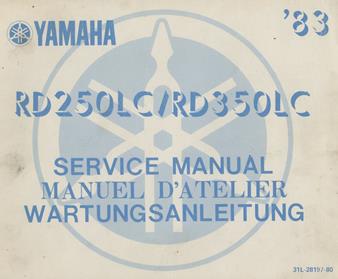 YAMAHA '83
RD250LC/RD350LC
SERVICE MANUAL
MANUEL D'ATELIER
WARTUNGSANLEITUNG
31L-28197-80